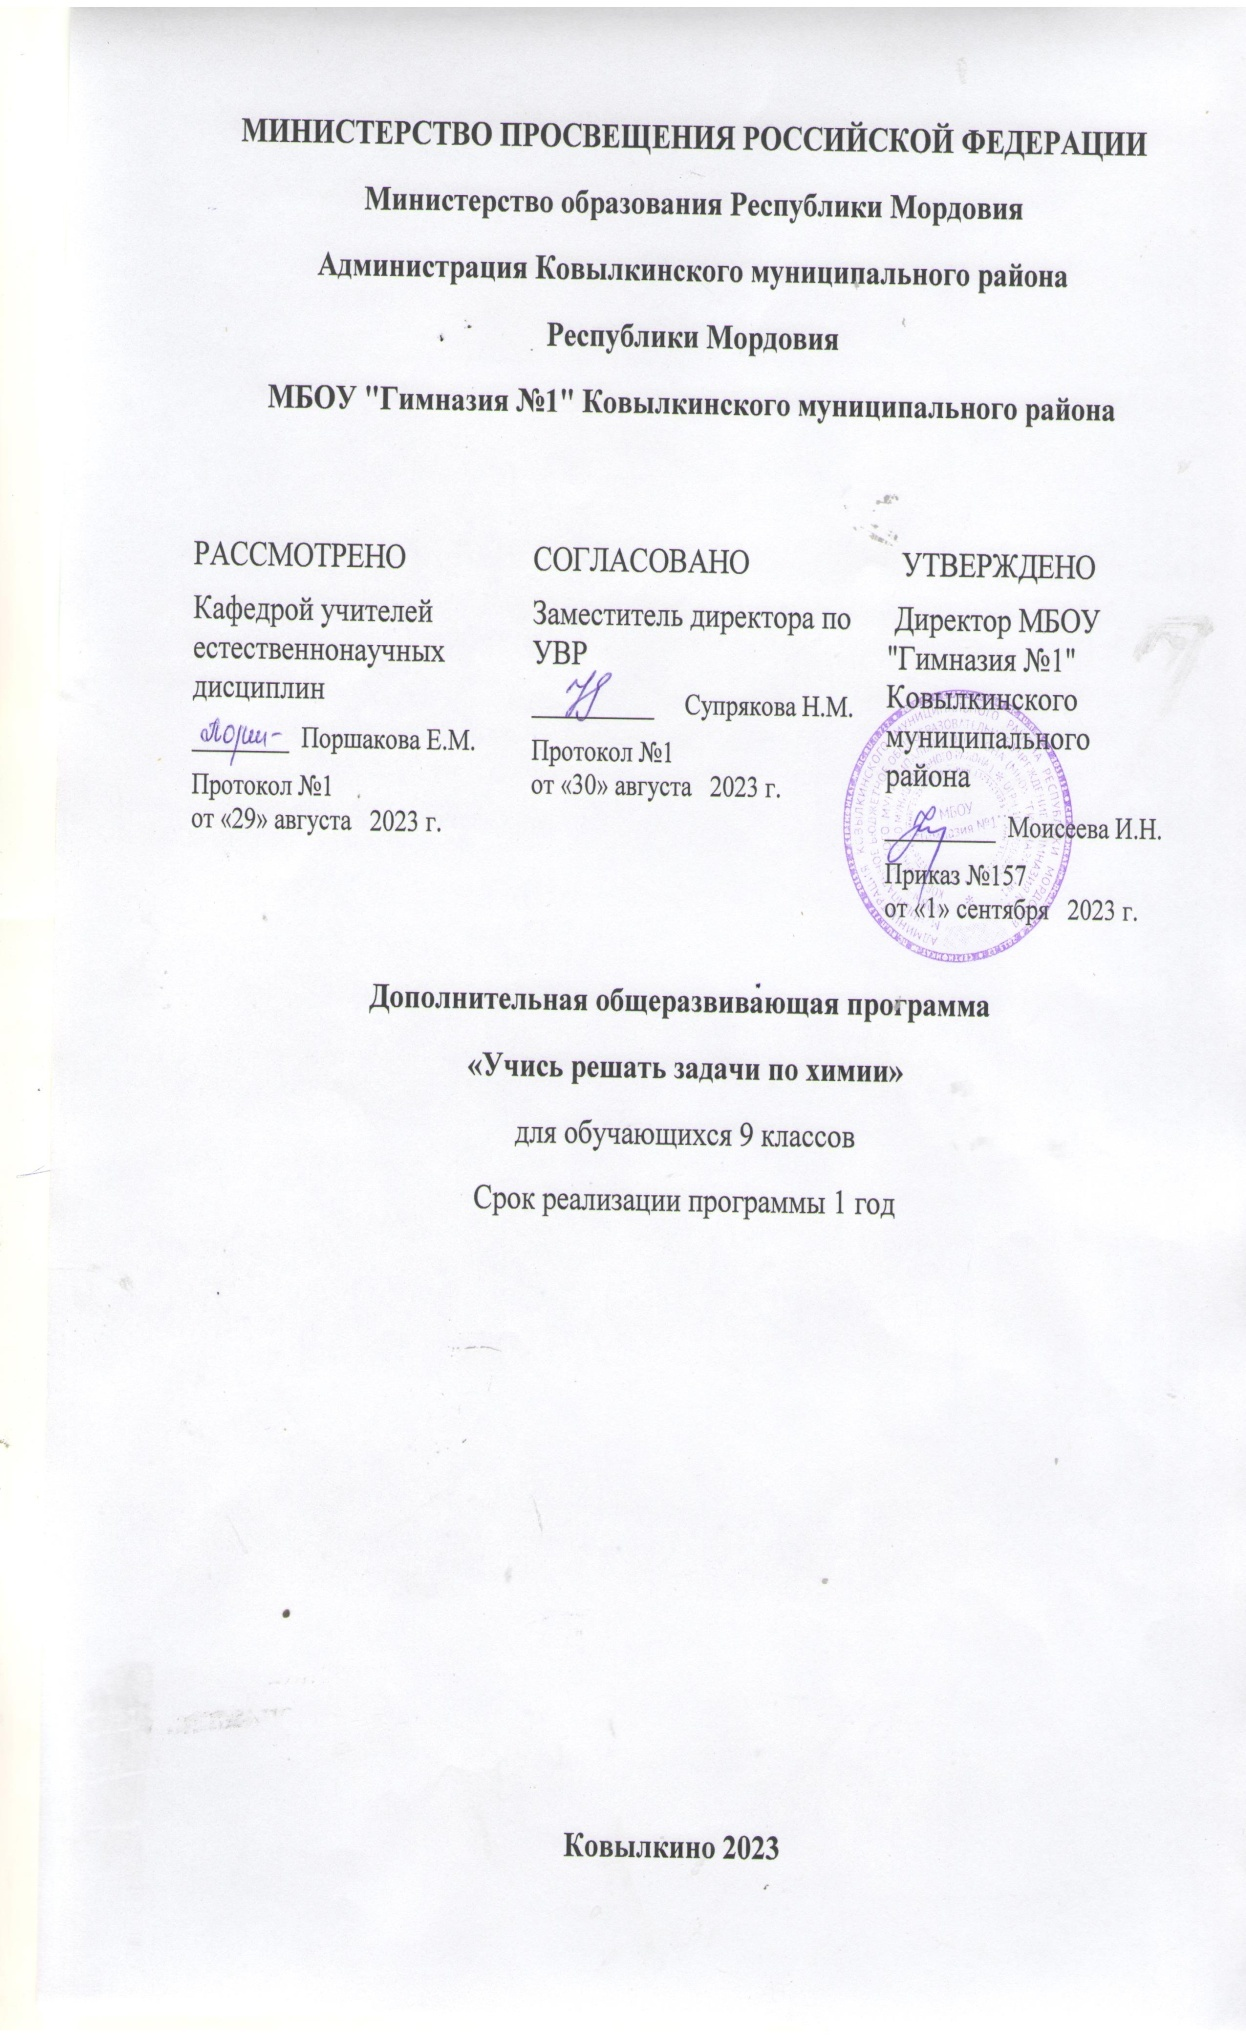 МИНИСТЕРСТВО ПРОСВЕЩЕНИЯ РОССИЙСКОЙ ФЕДЕРАЦИИ
Министерство образования Республики Мордовия
Администрация Ковылкинского муниципального района
Республики Мордовия
МБОУ "Гимназия №1" Ковылкинского муниципального района
РАССМОТРЕНО
Кафедрой учителей
естественнонаучных
дисциплин
Поршакова Е.М.
Протокол №1
от «29» августа 2023 г.
СОГЛАСОВАНО
Заместитель директора по
УВР
Супрякова Н.М.
Протокол №1
от «30» августа 2023 г.
УТВЕРЖДЕНО
Директор МБОУ
"Гимназия №1"
Ковылкинского
муниципального
района
Моисеева И.Н.
Приказ №157
от «1» сентября 2023 г.
МБОУ
Дополнительная общеразвивающая программа
«Учись решать задачи по химии»
для обучающихся 9 классов
Срок реализации программы 1 год
Ковылкино 2023